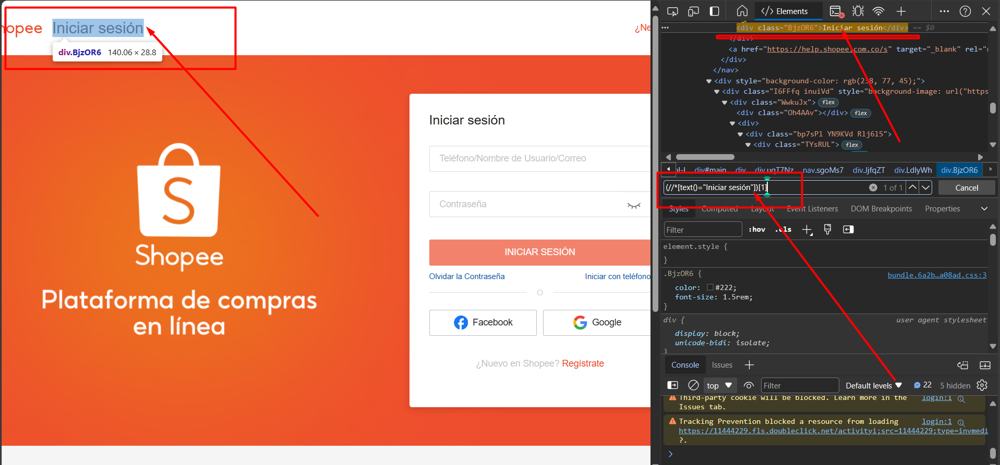 hopee Iniciar sesión
¿Ne
div.BjzOR6 140.06 × 28.8
Shopee
Plataforma de compras
en línea
Iniciar sesión
Teléfono/Nombre de Usuario/Correo
Contraseña
INICIAR SESIÓN
Olvidar la Contraseña Iniciar con teléfono
O
Facebook Google
¿Nuevo en Shopee? Regístrate
</> Elements
<div class="BjzOR6">Iniciar sesión</div> == $0
</div>
<a href="https://help.shopee.com.co/s" target="_blank" rel="
</div>
</nav>
<div style="background-color: rgb(238, 77, 45);">
<div class="I6FFfq inuiVd" style="background-image: url("https
<div class="WwkuJx"> flex
<div class="Oh4AAv"></div> flex
<div>
<div class="bp7sPl YN9KVd Rlj6l5">
<div class="TYsRUL"> flex
div#main div div.uqT7Nz nav.sgoMs7 div.JjfqZT div.LdIyWh div.BjzOR6
(//*[text()="Iniciar sesión"])[1] 1 of 1 Cancel
Styles Computed Layout Event Listeners DOM Breakpoints Properties
Filter :hov .cls
element.style {
}
.BjzOR6 { bundle.6a2b…a08ad.css:3
color: #222;
font-size: 1.5rem;
}
div { user agent stylesheet
display: block;
unicode-bidi: isolate;
}
Console Issues
top Filter Default levels 22 5 hidden
Third-party cookie will be blocked. Learn more in the login:1
Issues tab.
Tracking Prevention blocked a resource from loading login:1
https://11444229.fls.doubleclick.net/activityi;src=11444229;type=invmedi
?.